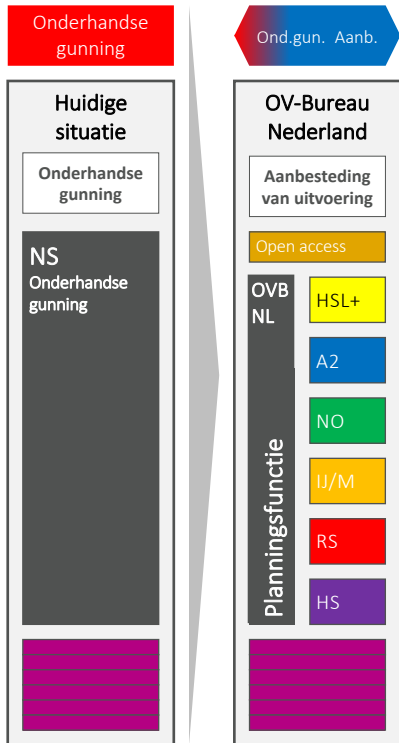 Onderhandse
gunning
Huidige
situatie
Onderhandse
gunning
NS
Onderhandse
gunning
Ond.gun. Aanb.
OV-Bureau
Nederland
Aanbesteding
van uitvoering
Open access
OVB
NL
Planningsfunctie
HSL+
A2
NO
IJ/M
RS
HS